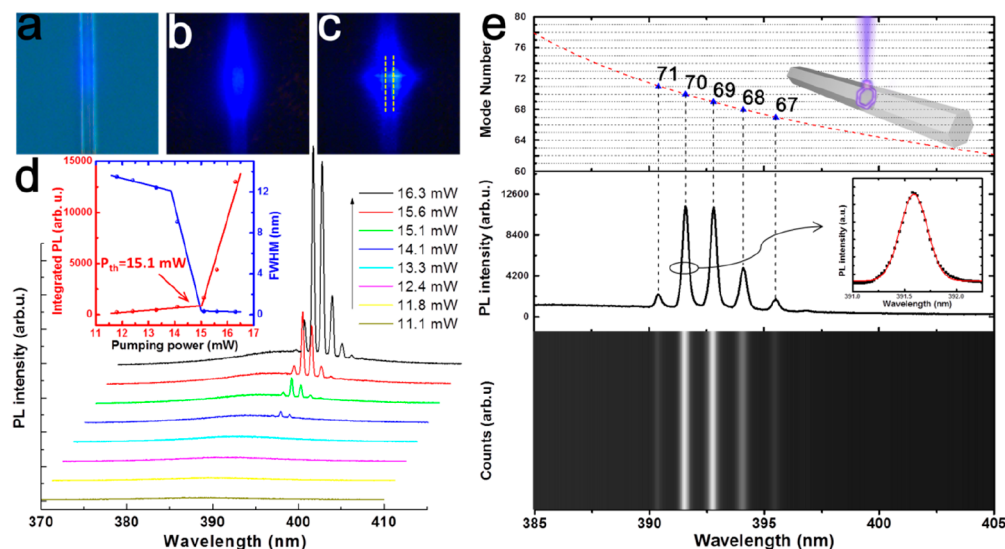 a
b
c
d
15000
10000
5000
0
Integrated PL (arb. u.)
12
8
4
0
FWHM (nm)
Pth=15.1 mW
11 12 13 14 15 16 17
Pumping power (mW)
16.3 mW
15.6 mW
15.1 mW
14.1 mW
13.3 mW
12.4 mW
11.8 mW
11.1 mW
PL intensity (arb.u.)
370 380 390 400 410
Wavelength (nm)
e
80
76
72
68
64
60
Mode Number
71
70
69
68
67
12600
8400
4200
0
PL intensity (arb.u.)
PL intensity (a.u.)
391.0 391.5 392.0
Wavelength (nm)
Counts (arb.u)
385 390 395 400 405
Wavelength (nm)